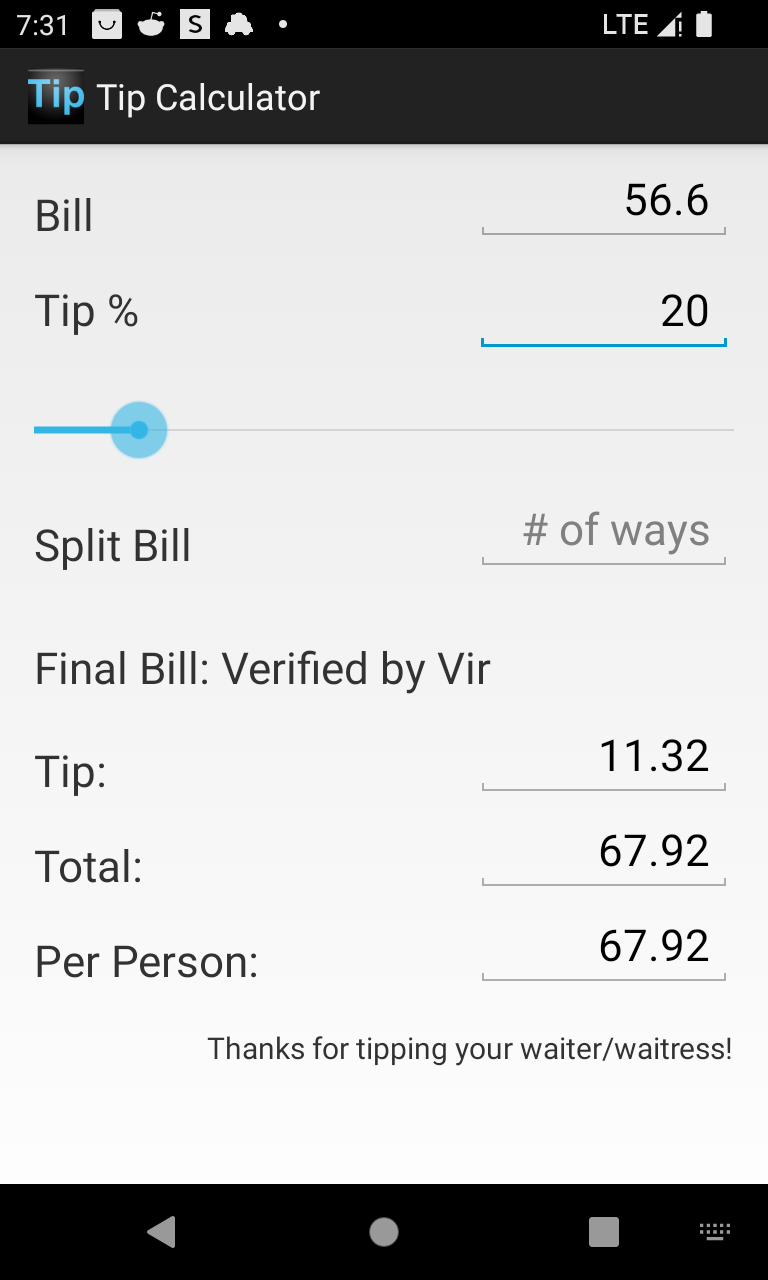 7:31 S LTE
Tip Tip Calculator
Bill 56.6
Tip % 20
Split Bill # of ways
Final Bill: Verified by Vir
Tip: 11.32
Total: 67.92
Per Person: 67.92
Thanks for tipping your waiter/waitress!